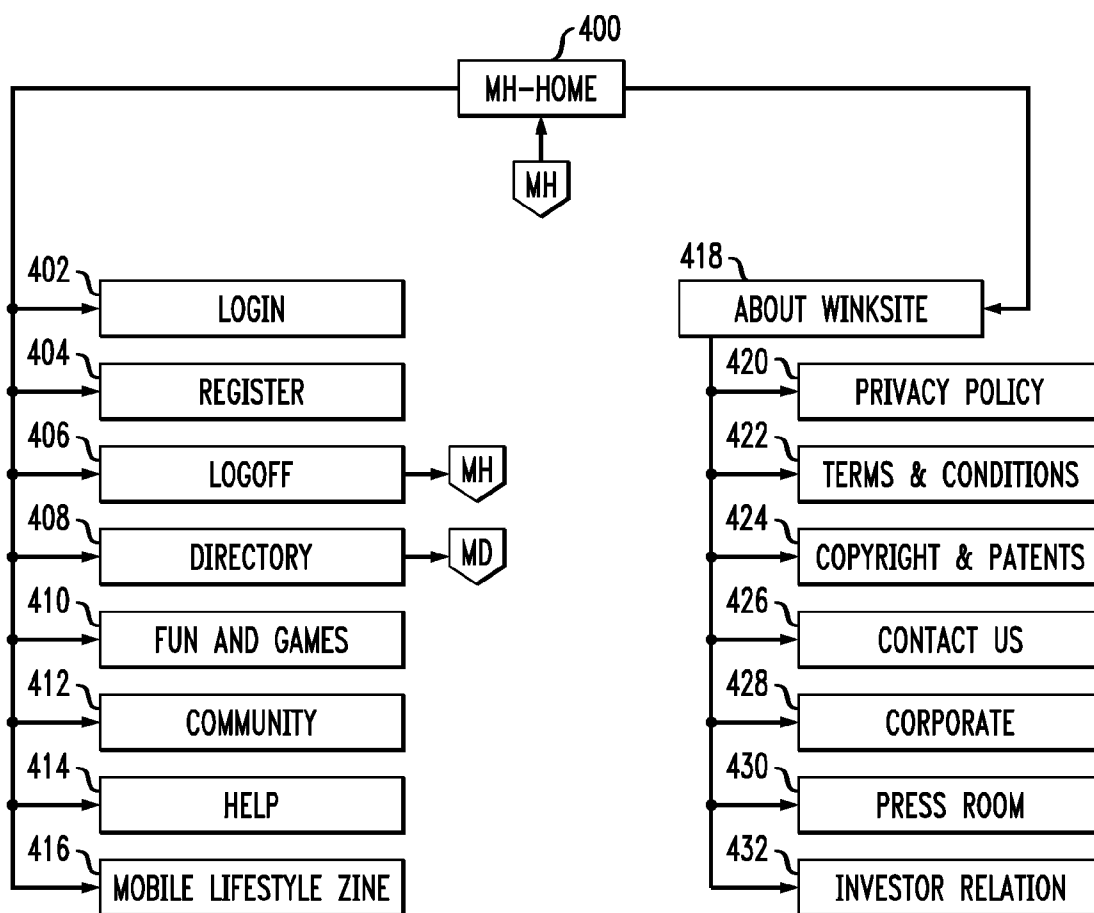 400
MH-HOME
MH
402
LOGIN
404
REGISTER
406
LOGOFF
MH
408
DIRECTORY
MD
410
FUN AND GAMES
412
COMMUNITY
414
HELP
416
MOBILE LIFESTYLE ZINE
418
ABOUT WINKSITE
420
PRIVACY POLICY
422
TERMS & CONDITIONS
424
COPYRIGHT & PATENTS
426
CONTACT US
428
CORPORATE
430
PRESS ROOM
432
INVESTOR RELATION